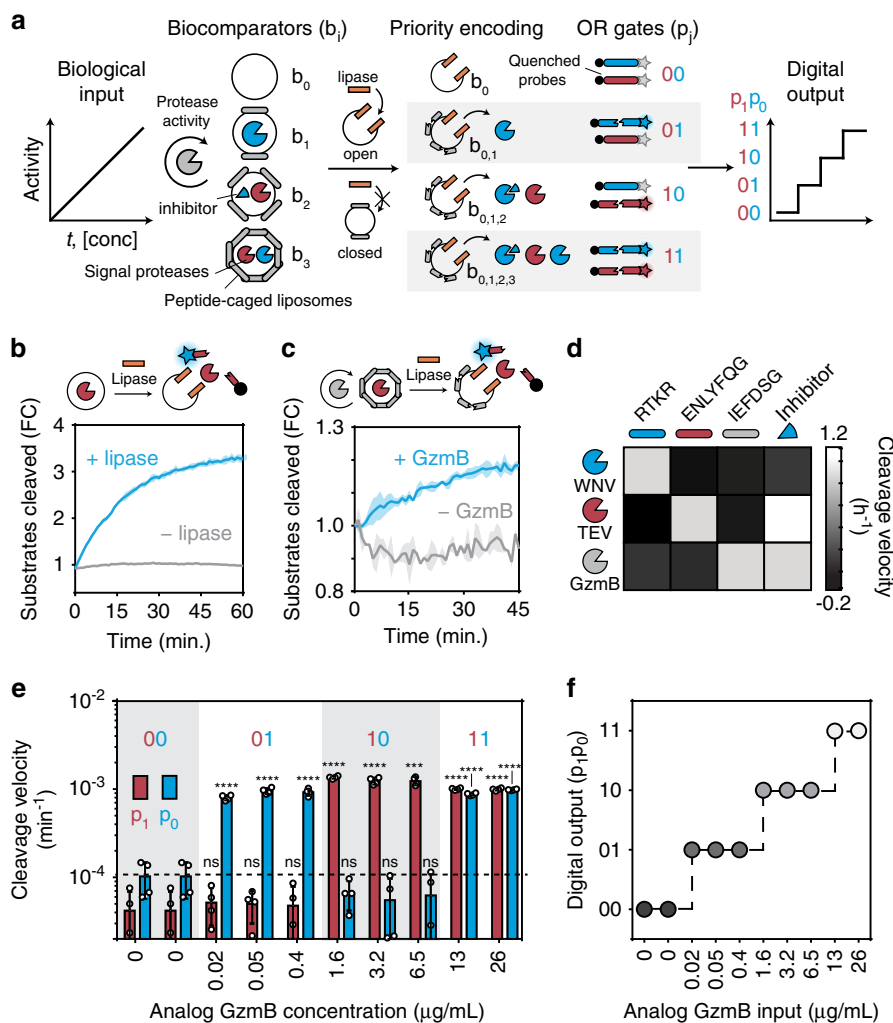 a
Biocomparators (bi)
Priority encoding
OR gates (pj)
Biological input
Protease activity
Activity
t, [conc]
b0
b1
b2
b3
inhibitor
Signal proteases
Peptide-caged liposomes
lipase
open
closed
b0
b0,1
b0,1,2
b0,1,2,3
Quenched probes
00
01
10
11
Digital output
p1p0
11
10
01
00
b
Lipase
Substrates cleaved (FC)
4
3
2
1
+ lipase
− lipase
0 15 30 45 60
Time (min.)
c
Lipase
Substrates cleaved (FC)
1.3
1.0
0.8
+ GzmB
− GzmB
0 15 30 45
Time (min.)
d
RTKR
ENLYFQG
IEFDSG
Inhibitor
WNV
TEV
GzmB
1.2
-0.2
Cleavage velocity (h-1)
e
Cleavage velocity (min−1)
10−2
10−3
10−4
00 01 10 11
p1 p0
**** **** **** **** **** *** **** **** **** ****
ns ns ns ns ns ns
0 0 0.02 0.05 0.4 1.6 3.2 6.5 13 26
Analog GzmB concentration (μg/mL)
f
Digital output (p1p0)
11
10
01
00
0 0 0.02 0.05 0.4 1.6 3.2 6.5 13 26
Analog GzmB input (μg/mL)